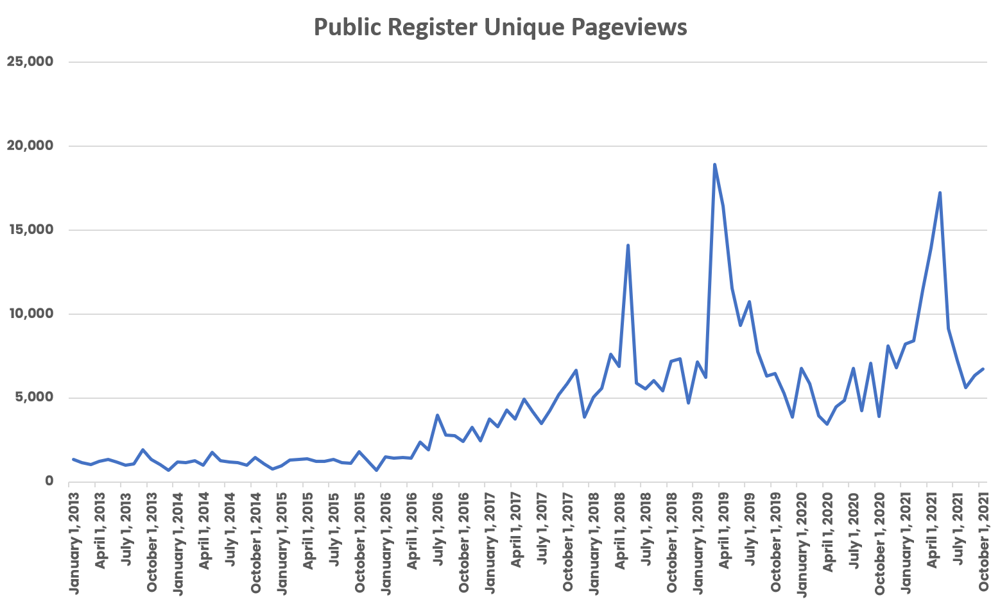 Public Register Unique Pageviews
25,000
20,000
15,000
10,000
5,000
0
January 1, 2013
April 1, 2013
July 1, 2013
October 1, 2013
January 1, 2014
April 1, 2014
July 1, 2014
October 1, 2014
January 1, 2015
April 1, 2015
July 1, 2015
October 1, 2015
January 1, 2016
April 1, 2016
July 1, 2016
October 1, 2016
January 1, 2017
April 1, 2017
July 1, 2017
October 1, 2017
January 1, 2018
April 1, 2018
July 1, 2018
October 1, 2018
January 1, 2019
April 1, 2019
July 1, 2019
October 1, 2019
January 1, 2020
April 1, 2020
July 1, 2020
October 1, 2020
January 1, 2021
April 1, 2021
July 1, 2021
October 1, 2021